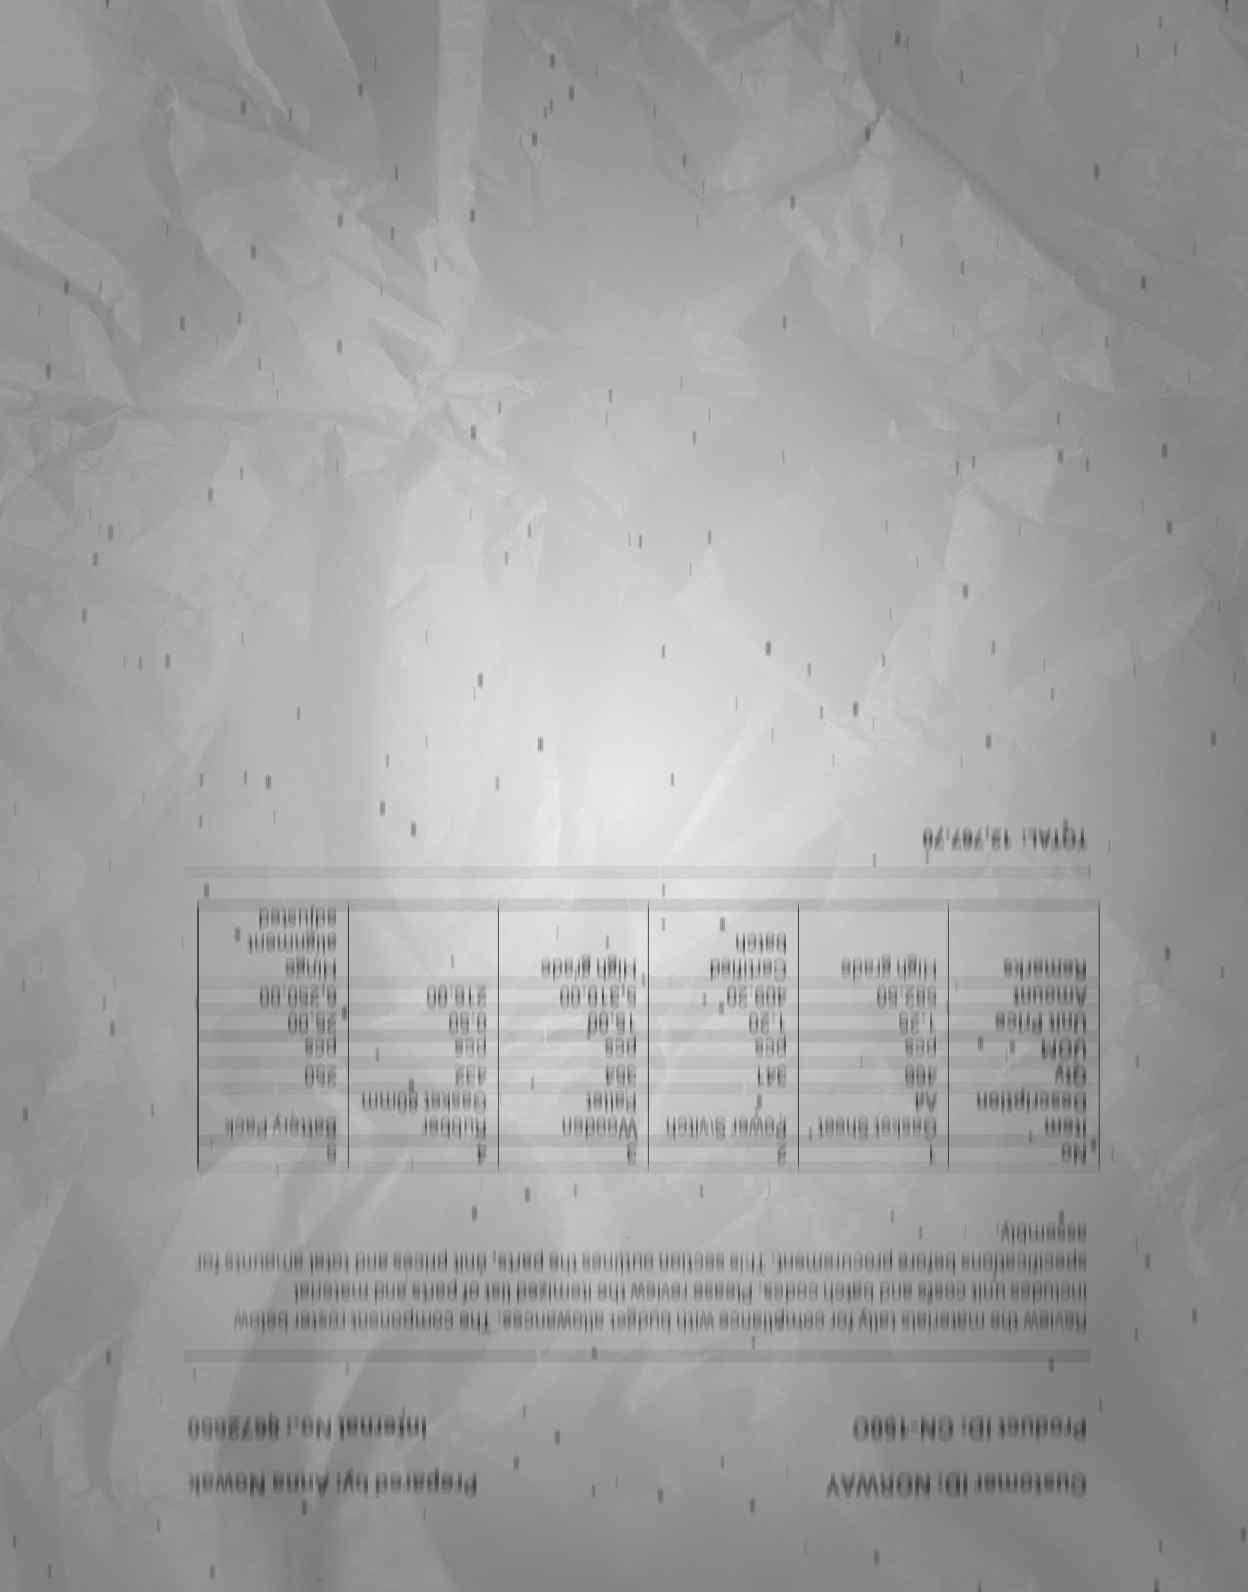 Customer ID: NORWAY Prepared by: Anna Nowak
Product ID: Internal No.:
Review the materials tally for compliance with budget allowances. The component roster below
includes unit costs and batch codes. Please review the itemized list of parts and material
specifications before procurement. This section outlines the parts, unit prices and total amounts for
assembly.
No 1 2 3 4 5
Item Gasket Sheet Power Switch Wooden Rubber Battery Pack
Description A4 Pallet Gasket
Qty 466 341 354 432 250
UOM pcs pcs pcs pcs pcs
Unit Price 1.25 1.20 15.00 0.50 25.00
Amount 582.50 409.20 5,310.00 216.00 6,250.00
Remarks High grade Certified High grade Hinge
batch alignment
adjusted
TOTAL: 12,767.70